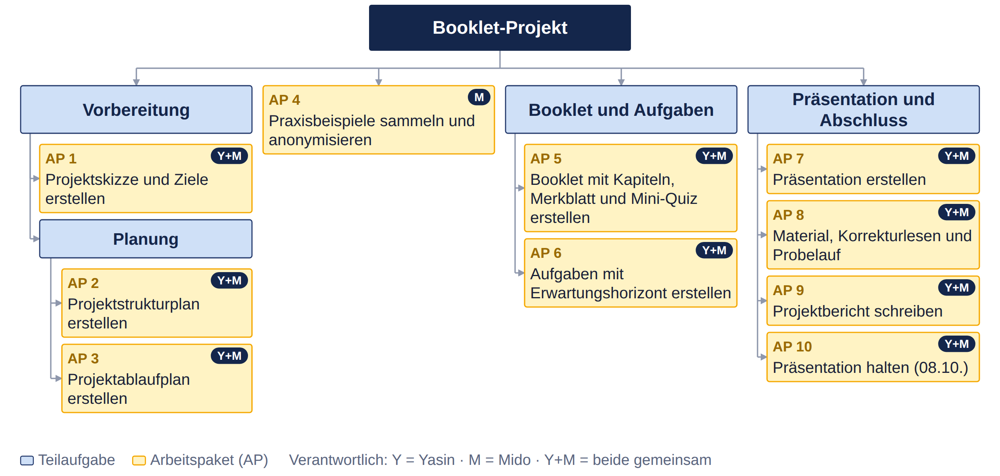 Booklet-Projekt
Vorbereitung
AP 1
Y+M
Projektskizze und Ziele
erstellen
Planung
AP 2
Y+M
Projektstrukturplan
erstellen
AP 3
Y+M
Projektablaufplan
erstellen
AP 4
M
Praxisbeispiele sammeln und
anonymisieren
Booklet und Aufgaben
AP 5
Y+M
Booklet mit Kapiteln,
Merkblatt und Mini-Quiz
erstellen
AP 6
Y+M
Aufgaben mit
Erwartungshorizont erstellen
Präsentation und
Abschluss
AP 7
Y+M
Präsentation erstellen
AP 8
Y+M
Material, Korrekturlesen und
Probelauf
AP 9
Y+M
Projektbericht schreiben
AP 10
Y+M
Präsentation halten (08.10.)
Teilaufgabe
Arbeitspaket (AP)
Verantwortlich: Y = Yasin · M = Mido · Y+M = beide gemeinsam